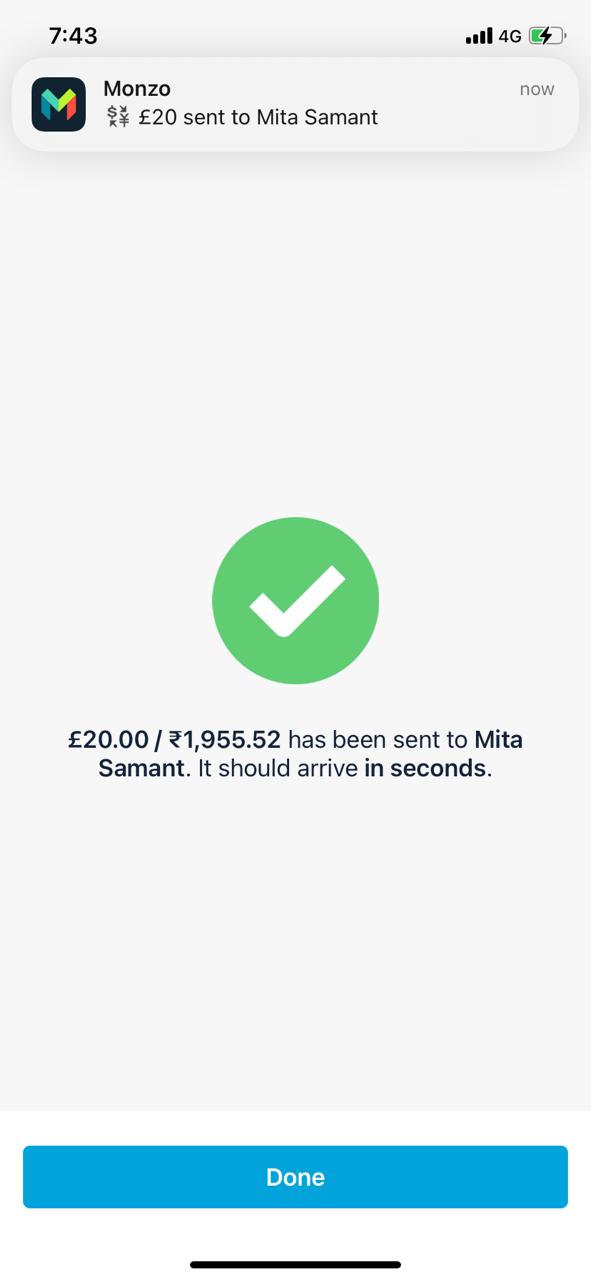 7:43
4G
Monzo
now
💱 £20 sent to Mita Samant
£20.00 / ₹1,955.52 has been sent to Mita
Samant. It should arrive in seconds.
Done